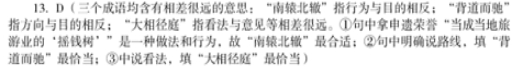 13. D（三个成语均含有相差很远的意思；“南辕北辙”指行为与目的相反；“背道而驰”
指方向与目的相反；“大相径庭”指看法与意见等相差很远。①句中拿申遗荣誉“当成当地旅
游业的‘摇钱树’”是一种做法和行为，故“南辕北辙”最合适；②句中明确说路线，填“背
道而驰”最恰当；③中说看法，填“大相径庭”最恰当）